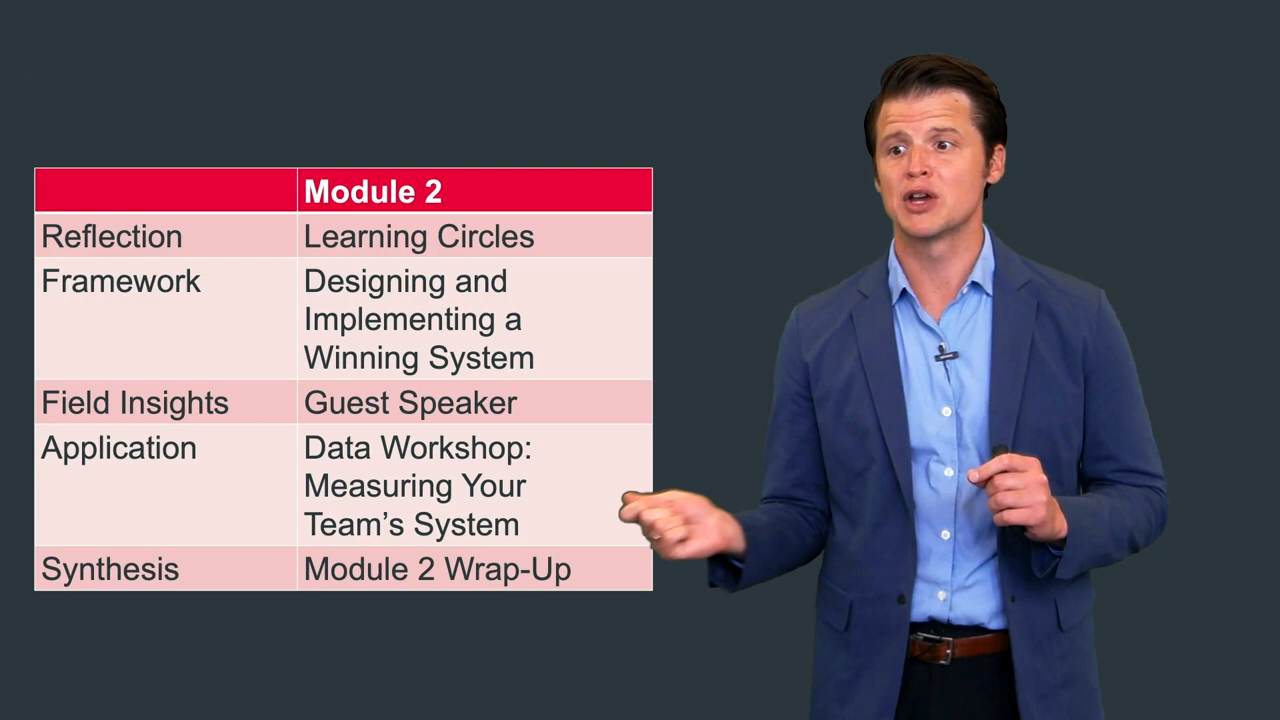 Module 2
Reflection
Learning Circles
Framework
Designing and
Implementing a
Winning System
Field Insights
Guest Speaker
Application
Data Workshop:
Measuring Your
Team’s System
Synthesis
Module 2 Wrap-Up